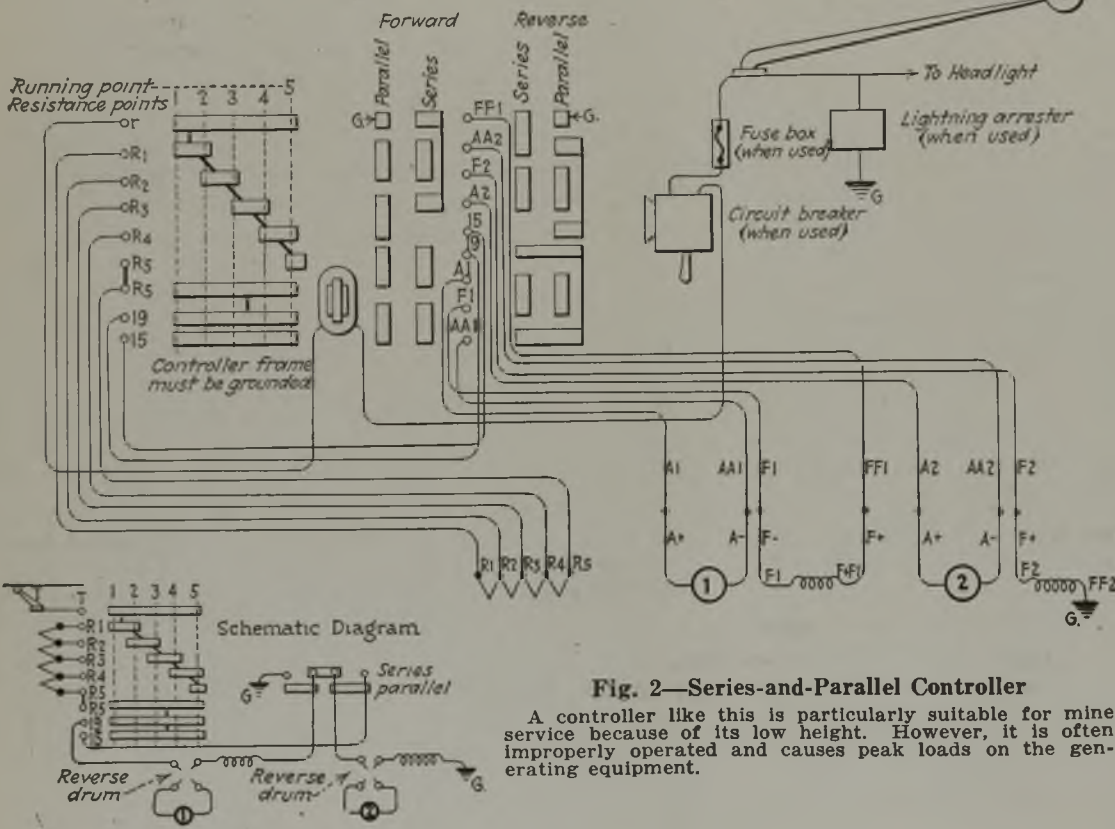 Forward
Reverse
Parallel
Series
Series
Parallel
Running point
Resistance points
1 2 3 4 5
To Headlight
G.
G.
Fuse box
(when used)
Lightning arrester
(when used)
G
Circuit breaker
(when used)
r
R1
R2
R3
R4
R5
R5
19
15
FF1
AA2
F2
A2
15
19
A1
F1
AA1
Controller frame
must be grounded
A1 AA1 F1 FF1 A2 AA2 F2
A+ A- F- F+ A+ A- F+
1 F1 F+F1 2 F2 FF2
G.
R1 R2 R3 R4 R5
T
1 2 3 4 5
R1
R2
R3
R4
R5
R5
Schematic Diagram
G
Series
parallel
G.
Reverse
drum
Reverse
drum
1
2
Fig. 2—Series-and-Parallel Controller
A controller like this is particularly suitable for mine
service because of its low height. However, it is often
improperly operated and causes peak loads on the gen-
erating equipment.